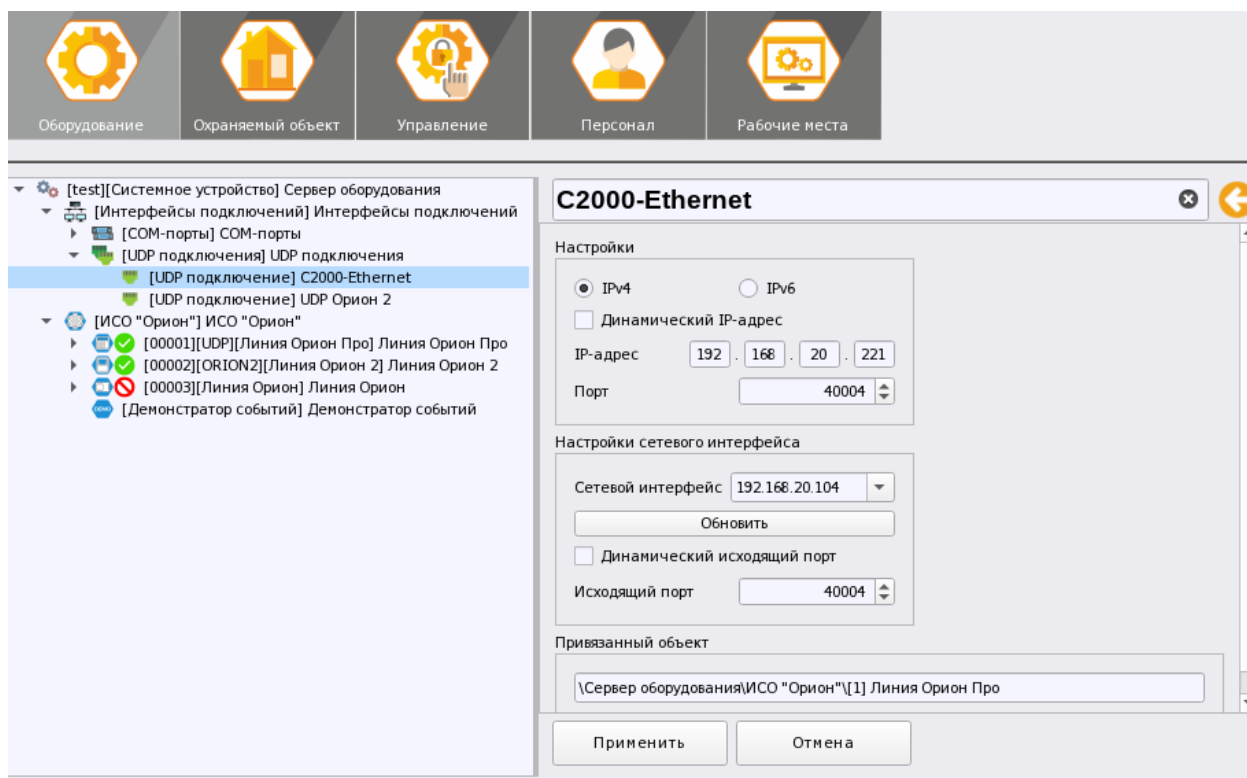 Оборудование
Охраняемый объект
Управление
Персонал
Рабочие места
[test][Системное устройство] Сервер оборудования
[Интерфейсы подключений] Интерфейсы подключений
[COM-порты] COM-порты
[UDP подключения] UDP подключения
[UDP подключение] C2000-Ethernet
[UDP подключение] UDP Орион 2
[ИСО "Орион"] ИСО "Орион"
[00001][UDP][Линия Орион Про] Линия Орион Про
[00002][ORION2][Линия Орион 2] Линия Орион 2
[00003][Линия Орион] Линия Орион
DEMO [Демонстратор событий] Демонстратор событий
C2000-Ethernet
Настройки
IPv4 IPv6
Динамический IP-адрес
IP-адрес 192 . 168 . 20 . 221
Порт 40004
Настройки сетевого интерфейса
Сетевой интерфейс 192.168.20.104
Обновить
Динамический исходящий порт
Исходящий порт 40004
Привязанный объект
\Сервер оборудования\ИСО "Орион"\[1] Линия Орион Про
Применить Отмена